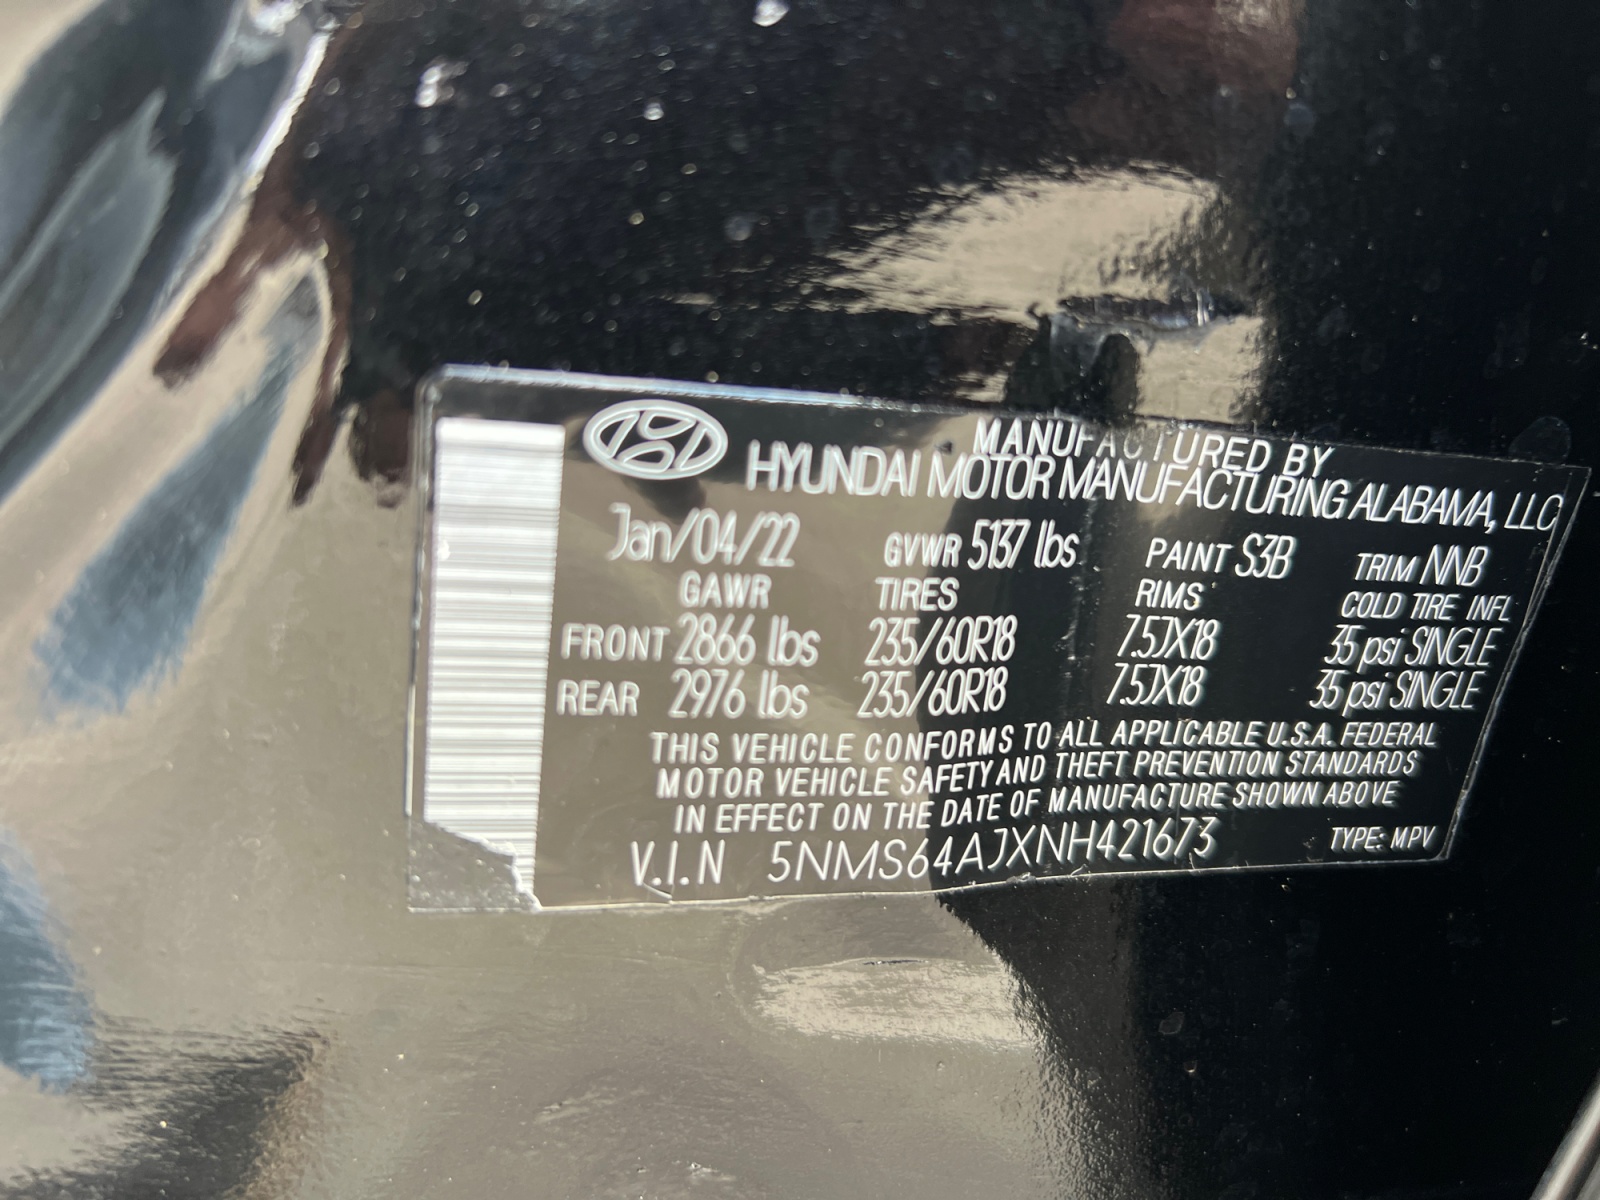 MANUFACTURED BY
HYUNDAI MOTOR MANUFACTURING ALABAMA, LLC
Jan/04/22 GVWR 5137 lbs PAINT S3B TRIM NNB
GAWR TIRES RIMS COLD TIRE INFL
FRONT 2866 lbs 235/60R18 7.5JX18 35 psi SINGLE
REAR 2976 lbs 235/60R18 7.5JX18 35 psi SINGLE
THIS VEHICLE CONFORMS TO ALL APPLICABLE U.S.A. FEDERAL
MOTOR VEHICLE SAFETY AND THEFT PREVENTION STANDARDS
IN EFFECT ON THE DATE OF MANUFACTURE SHOWN ABOVE
V.I.N 5NMS64AJXNH421673 TYPE: MPV